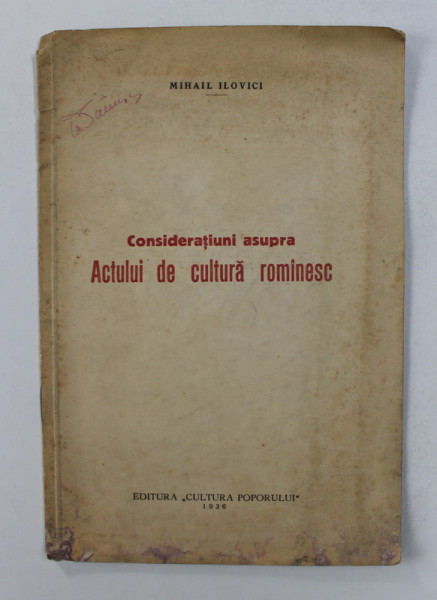 MIHAIL ILOVICI
Considerațiuni asupra
Actului de cultură romînesc
EDITURA „CULTURA POPORULUI"
1936